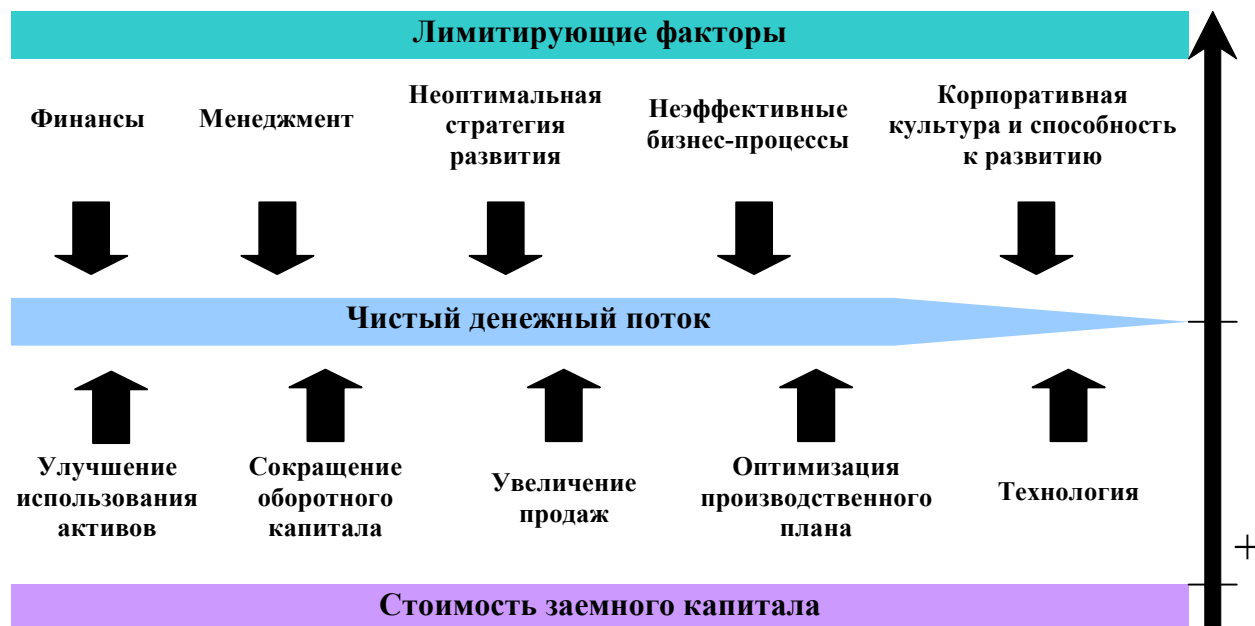 Лимитирующие факторы
Финансы
Менеджмент
Неоптимальная
стратегия
развития
Неэффективные
бизнес-процессы
Корпоративная
культура и способность
к развитию
Чистый денежный поток
Улучшение
использования
активов
Сокращение
оборотного
капитала
Увеличение
продаж
Оптимизация
производственного
плана
Технология
+
Стоимость заемного капитала